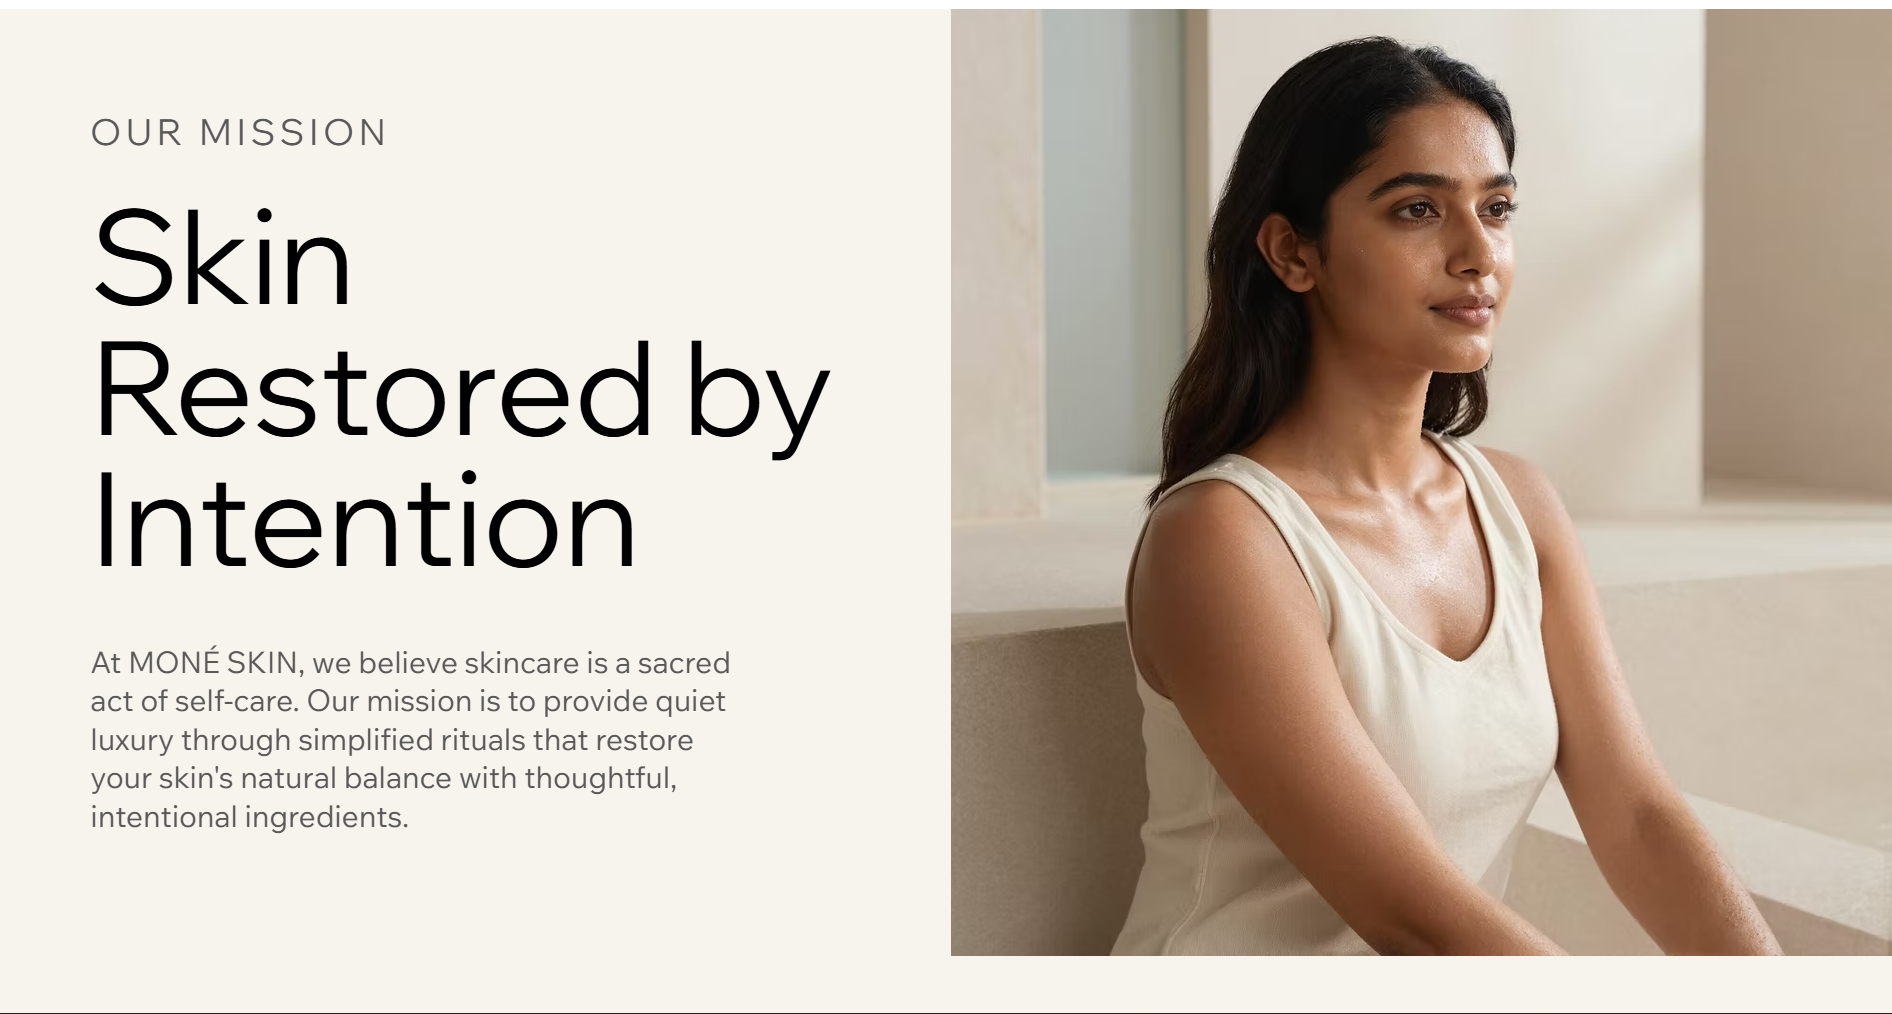 OUR MISSION
Skin
Restored by
Intention
At MONÉ SKIN, we believe skincare is a sacred
act of self-care. Our mission is to provide quiet
luxury through simplified rituals that restore
your skin's natural balance with thoughtful,
intentional ingredients.